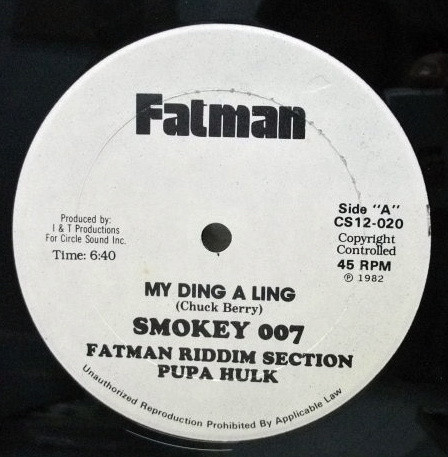 Fatman
Produced by:
I & T Productions
For Circle Sound Inc.
Time: 6:40
Side "A"
CS12-020
Copyright
Controlled
45 RPM
℗ 1982
MY DING A LING
(Chuck Berry)
SMOKEY 007
FATMAN RIDDIM SECTION
PUPA HULK
Unauthorized Reproduction Prohibited By Applicable Law